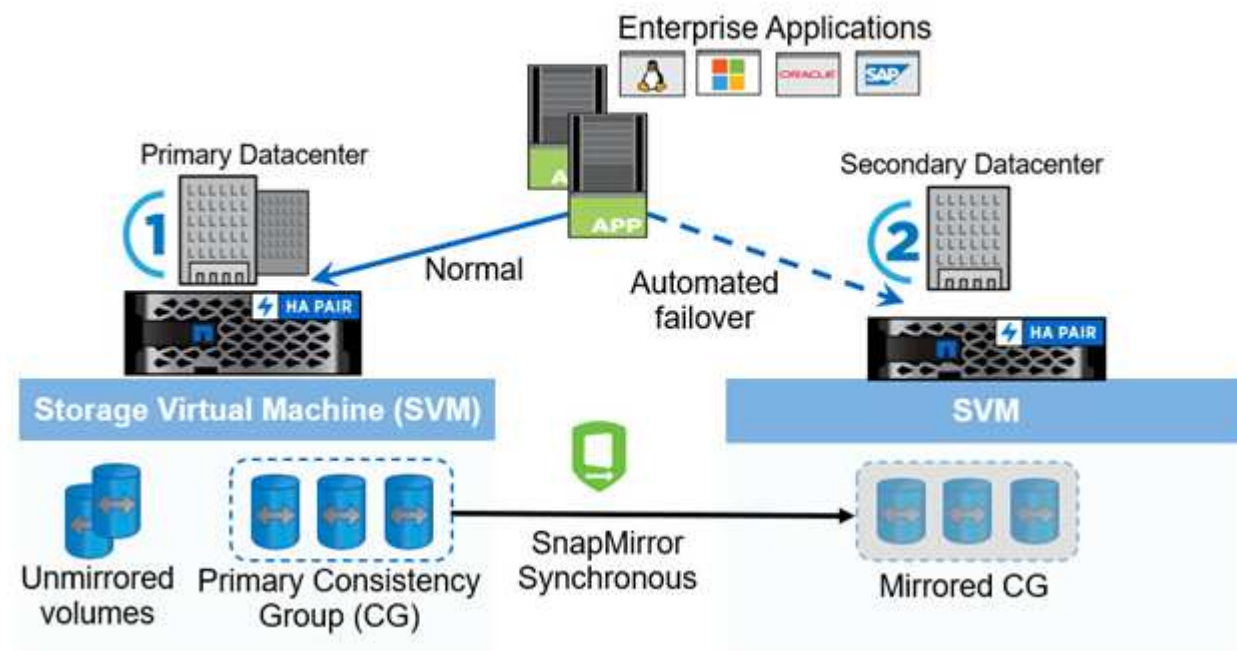 Enterprise Applications
ORACLE
SAP
Primary Datacenter
Secondary Datacenter
A
APP
1
2
Normal
Automated
failover
HA PAIR
HA PAIR
Storage Virtual Machine (SVM)
SVM
SnapMirror
Synchronous
Unmirrored
volumes
Primary Consistency
Group (CG)
Mirrored CG